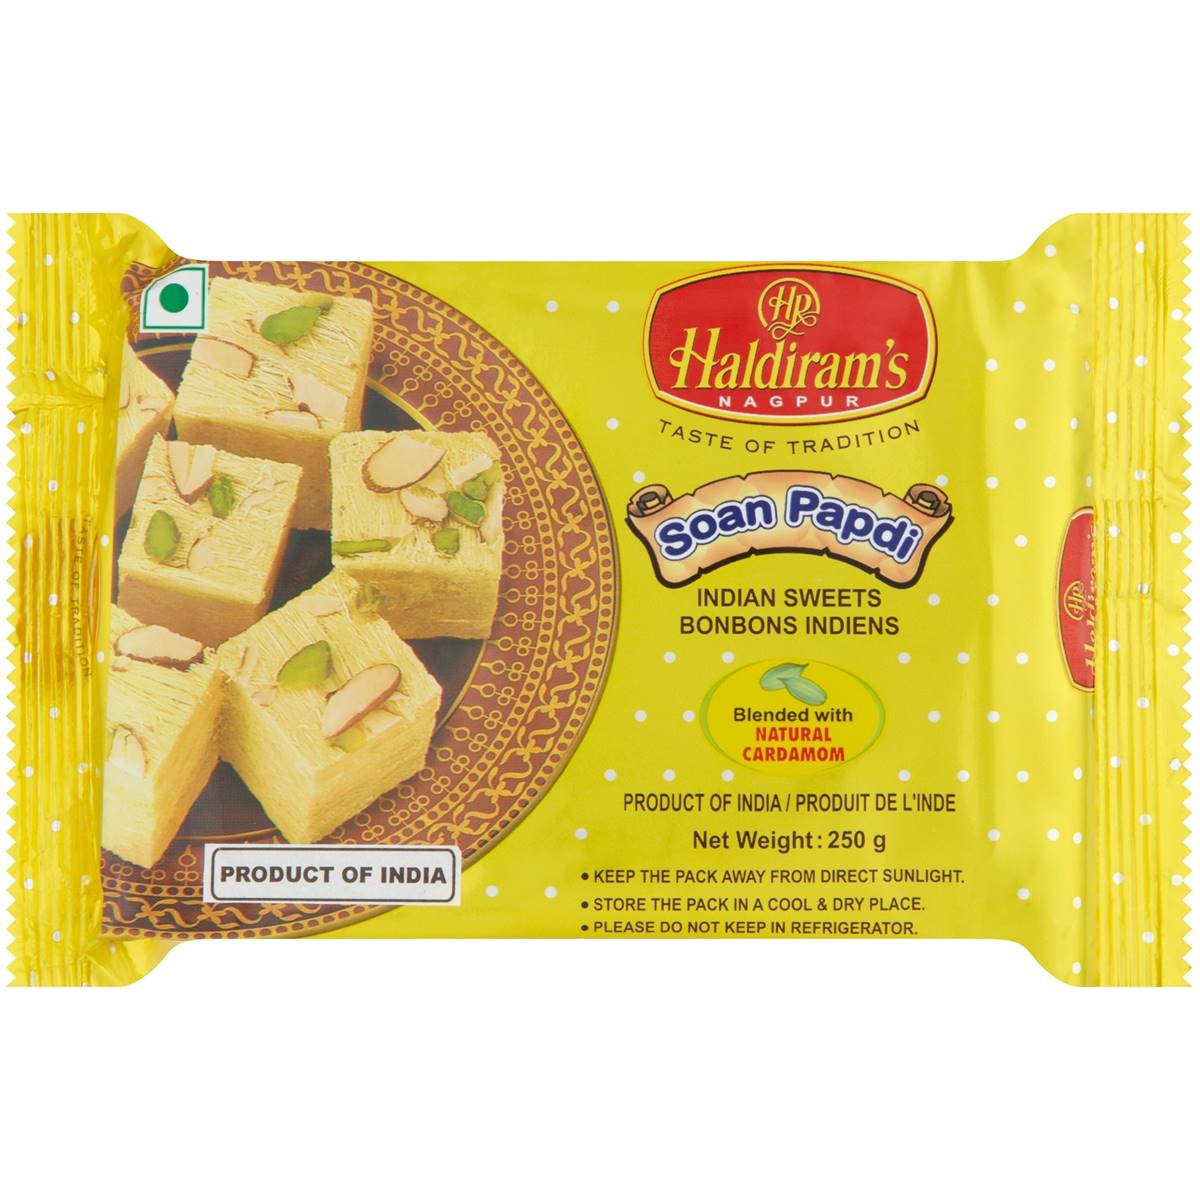 HR
Haldiram's
NAGPUR
TASTE OF TRADITION
Soan Papdi
INDIAN SWEETS
BONBONS INDIENS
Blended with
NATURAL
CARDAMOM
PRODUCT OF INDIA / PRODUIT DE L'INDE
Net Weight : 250 g
• KEEP THE PACK AWAY FROM DIRECT SUNLIGHT.
• STORE THE PACK IN A COOL & DRY PLACE.
• PLEASE DO NOT KEEP IN REFRIGERATOR.
PRODUCT OF INDIA
TASTE OF TRADITION
HR
Haldiram's